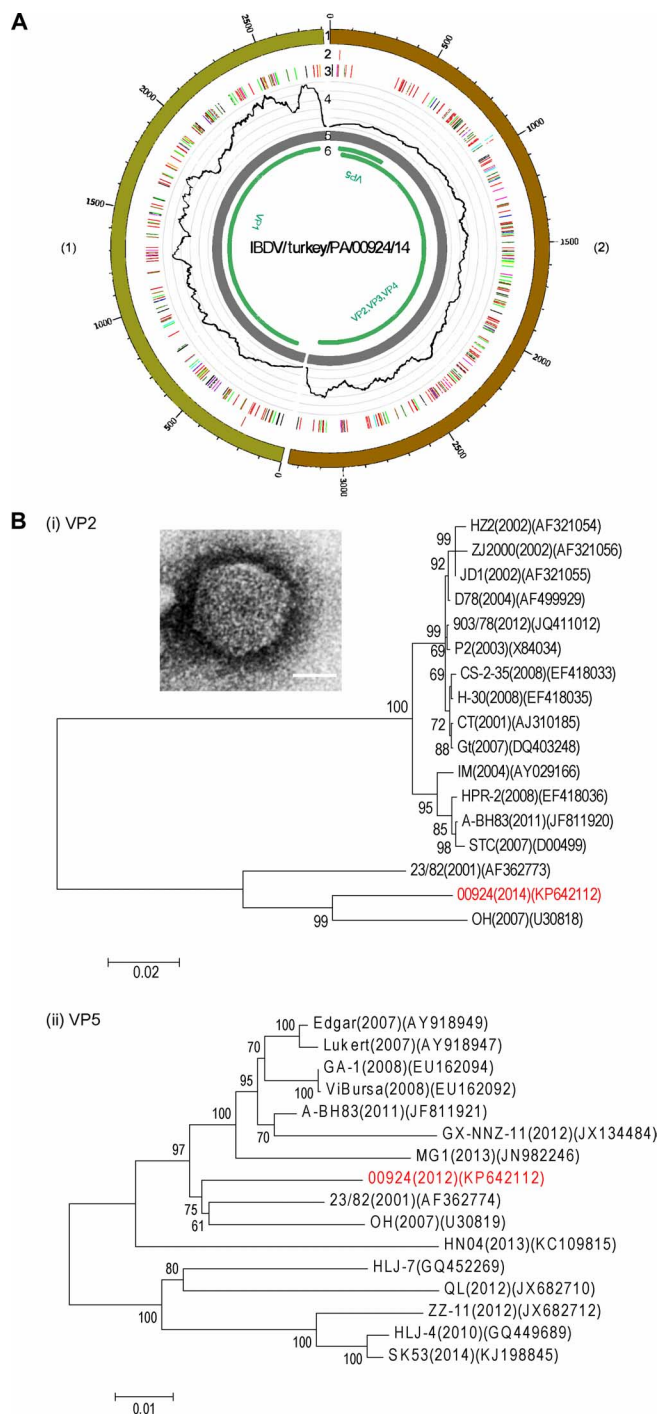 A
0
500
1000
1500
2000
2500
3000
0
500
1000
1500
2000
2500
1
2
3
4
5
6
(1)
(2)
VP5
VP1
IBDV/turkey/PA/00924/14
VP2,VP3,VP4
B
(i) VP2
99
HZ2(2002)(AF321054)
92
ZJ2000(2002)(AF321056)
JD1(2002)(AF321055)
D78(2004)(AF499929)
99
903/78(2012)(JQ411012)
69
P2(2003)(X84034)
69
CS-2-35(2008)(EF418033)
H-30(2008)(EF418035)
100
72
CT(2001)(AJ310185)
88
Gt(2007)(DQ403248)
IM(2004)(AY029166)
95
HPR-2(2008)(EF418036)
85
A-BH83(2011)(JF811920)
98
STC(2007)(D00499)
23/82(2001)(AF362773)
00924(2014)(KP642112)
99
OH(2007)(U30818)
0.02
(ii) VP5
100
Edgar(2007)(AY918949)
70
Lukert(2007)(AY918947)
95
GA-1(2008)(EU162094)
100
ViBursa(2008)(EU162092)
100
A-BH83(2011)(JF811921)
70
GX-NNZ-11(2012)(JX134484)
97
MG1(2013)(JN982246)
00924(2012)(KP642112)
75
23/82(2001)(AF362774)
61
OH(2007)(U30819)
HN04(2013)(KC109815)
80
HLJ-7(GQ452269)
QL(2012)(JX682710)
100
ZZ-11(2012)(JX682712)
100
HLJ-4(2010)(GQ449689)
100
SK53(2014)(KJ198845)
0.01